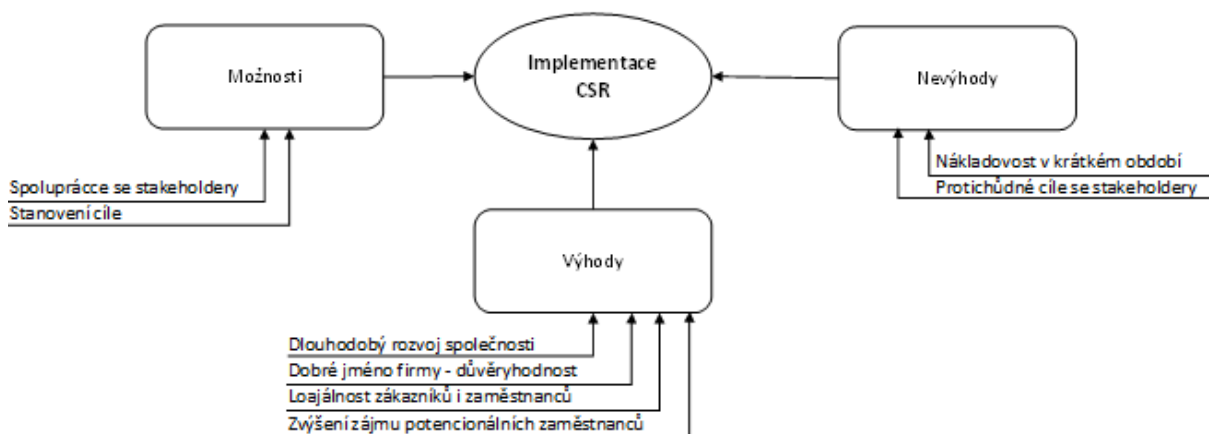 Možnosti
Implementace
CSR
Nevýhody
Spoluprácce se stakeholdery
Stanovení cíle
Nákladovost v krátkém období
Protichůdné cíle se stakeholdery
Výhody
Dlouhodobý rozvoj společnosti
Dobré jméno firmy - důvěryhodnost
Loajálnost zákazníků i zaměstnanců
Zvýšení zájmu potencionálních zaměstnanců